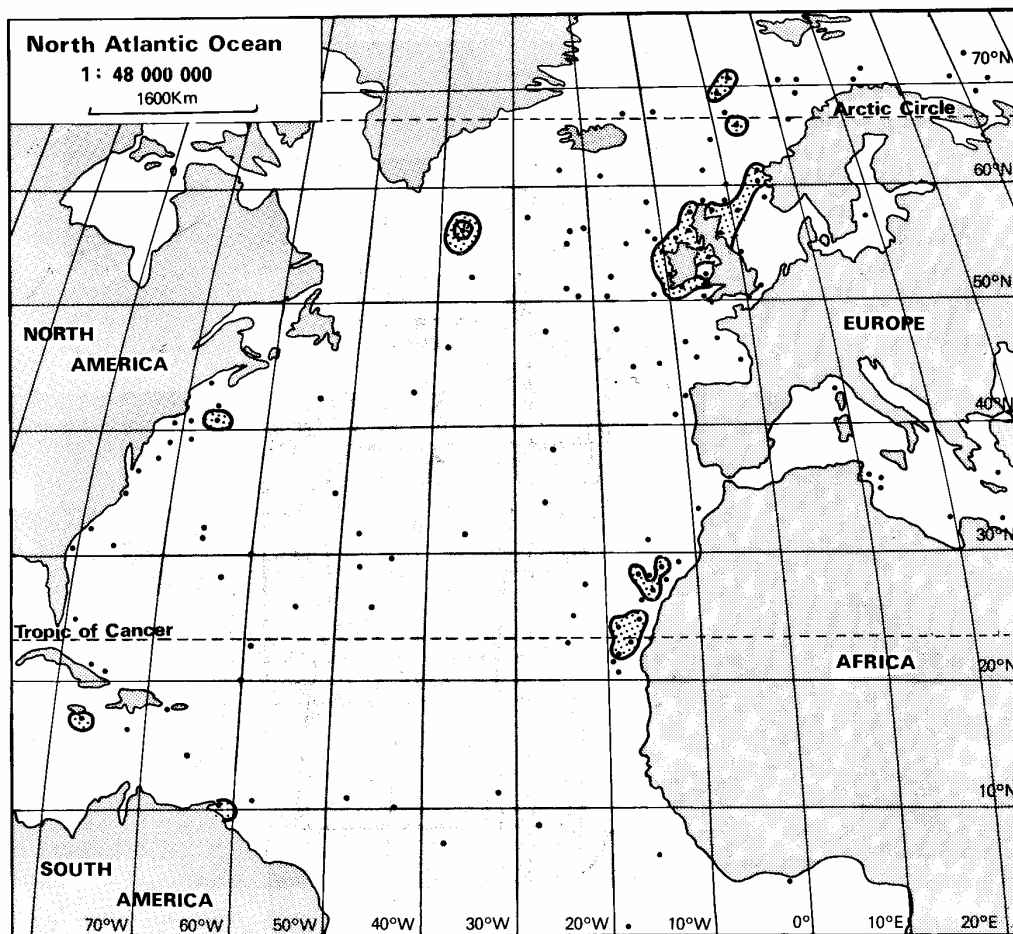 North Atlantic Ocean
1: 48 000 000
1600Km
70°N
Arctic Circle
60°N
50°N
NORTH
AMERICA
EUROPE
40°N
30°N
Tropic of Cancer
AFRICA
20°N
10°N
SOUTH
AMERICA
70°W 60°W 50°W 40°W 30°W 20°W 10°W 0° 10°E 20°E